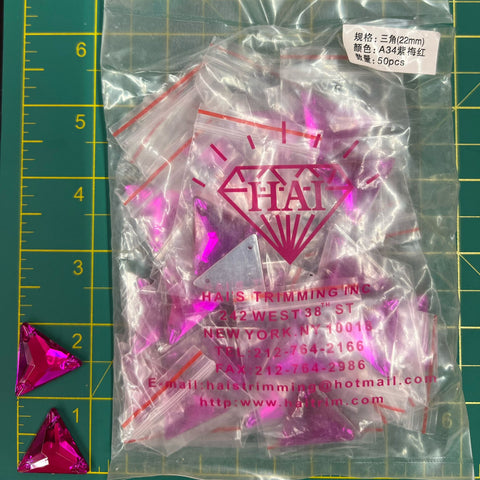 规格: 三角(22mm)
颜色: A34紫梅红
数量: 50pcs
HAI
HAI'S TRIMMING INC
242 WEST 38TH ST
NEW YORK. NY 10018
TEL: 212-764-2166
FAX: 212-764-2986
E-mail:haistrimming@hotmail.com
http:www.haitrim.com
6
5
4
3
2
1
6